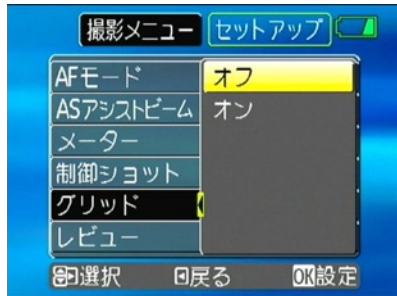 撮影メニュー セットアップ
AFモード オフ
ASアシストビーム オン
メーター
制御ショット
グリッド
レビュー
選択 戻る OK設定